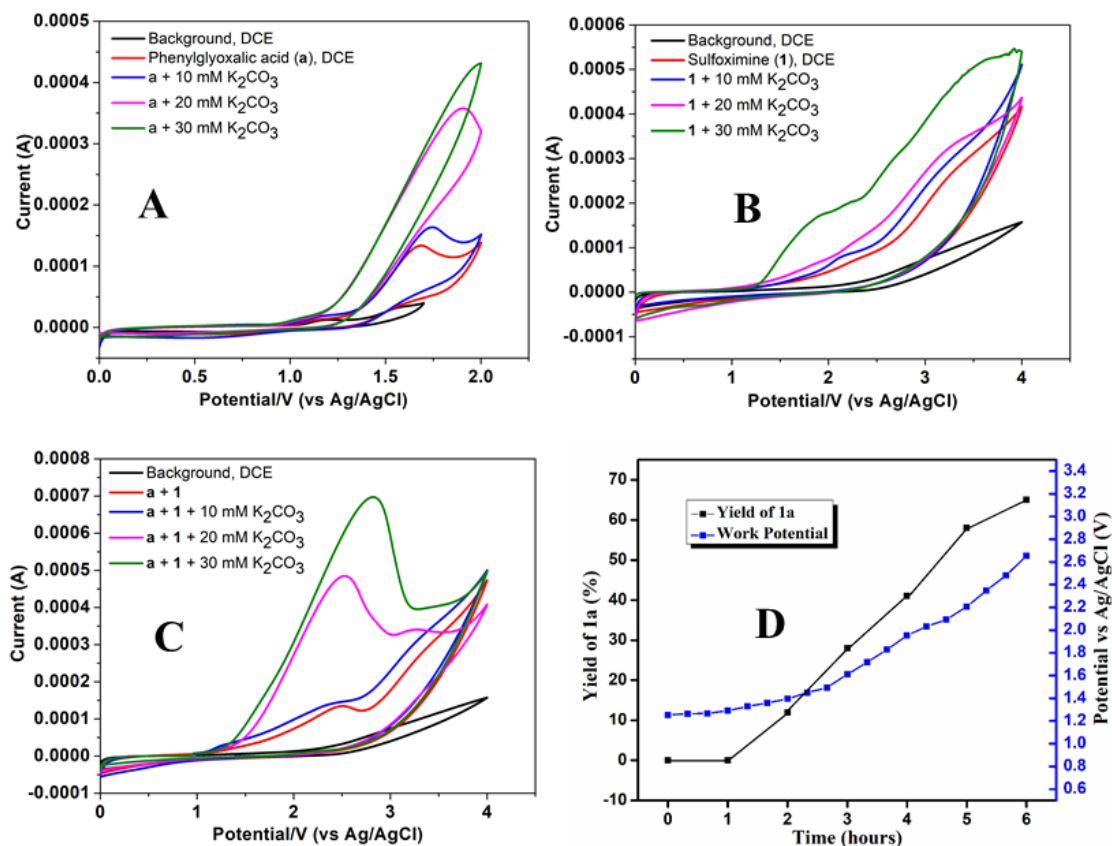 0.0005
0.0004
0.0003
0.0002
0.0001
0.0000
Current (A)
Background, DCE
Phenylglyoxalic acid (a), DCE
a + 10 mM K₂CO₃
a + 20 mM K₂CO₃
a + 30 mM K₂CO₃
A
0.0 0.5 1.0 1.5 2.0
Potential/V (vs Ag/AgCl)
0.0006
0.0005
0.0004
0.0003
0.0002
0.0001
0.0000
-0.0001
Current (A)
Background, DCE
Sulfoximine (1), DCE
1 + 10 mM K₂CO₃
1 + 20 mM K₂CO₃
1 + 30 mM K₂CO₃
B
0 1 2 3 4
Potential/V (vs Ag/AgCl)
0.0008
0.0007
0.0006
0.0005
0.0004
0.0003
0.0002
0.0001
0.0000
-0.0001
Current (A)
Background, DCE
a + 1
a + 1 + 10 mM K₂CO₃
a + 1 + 20 mM K₂CO₃
a + 1 + 30 mM K₂CO₃
C
0 1 2 3 4
Potential/V (vs Ag/AgCl)
70
60
50
40
30
20
10
0
-10
Yield of 1a (%)
Yield of 1a
Work Potential
D
3.4
3.2
3.0
2.8
2.6
2.4
2.2
2.0
1.8
1.6
1.4
1.2
1.0
0.8
0.6
Potential vs Ag/AgCl (V)
0 1 2 3 4 5 6
Time (hours)